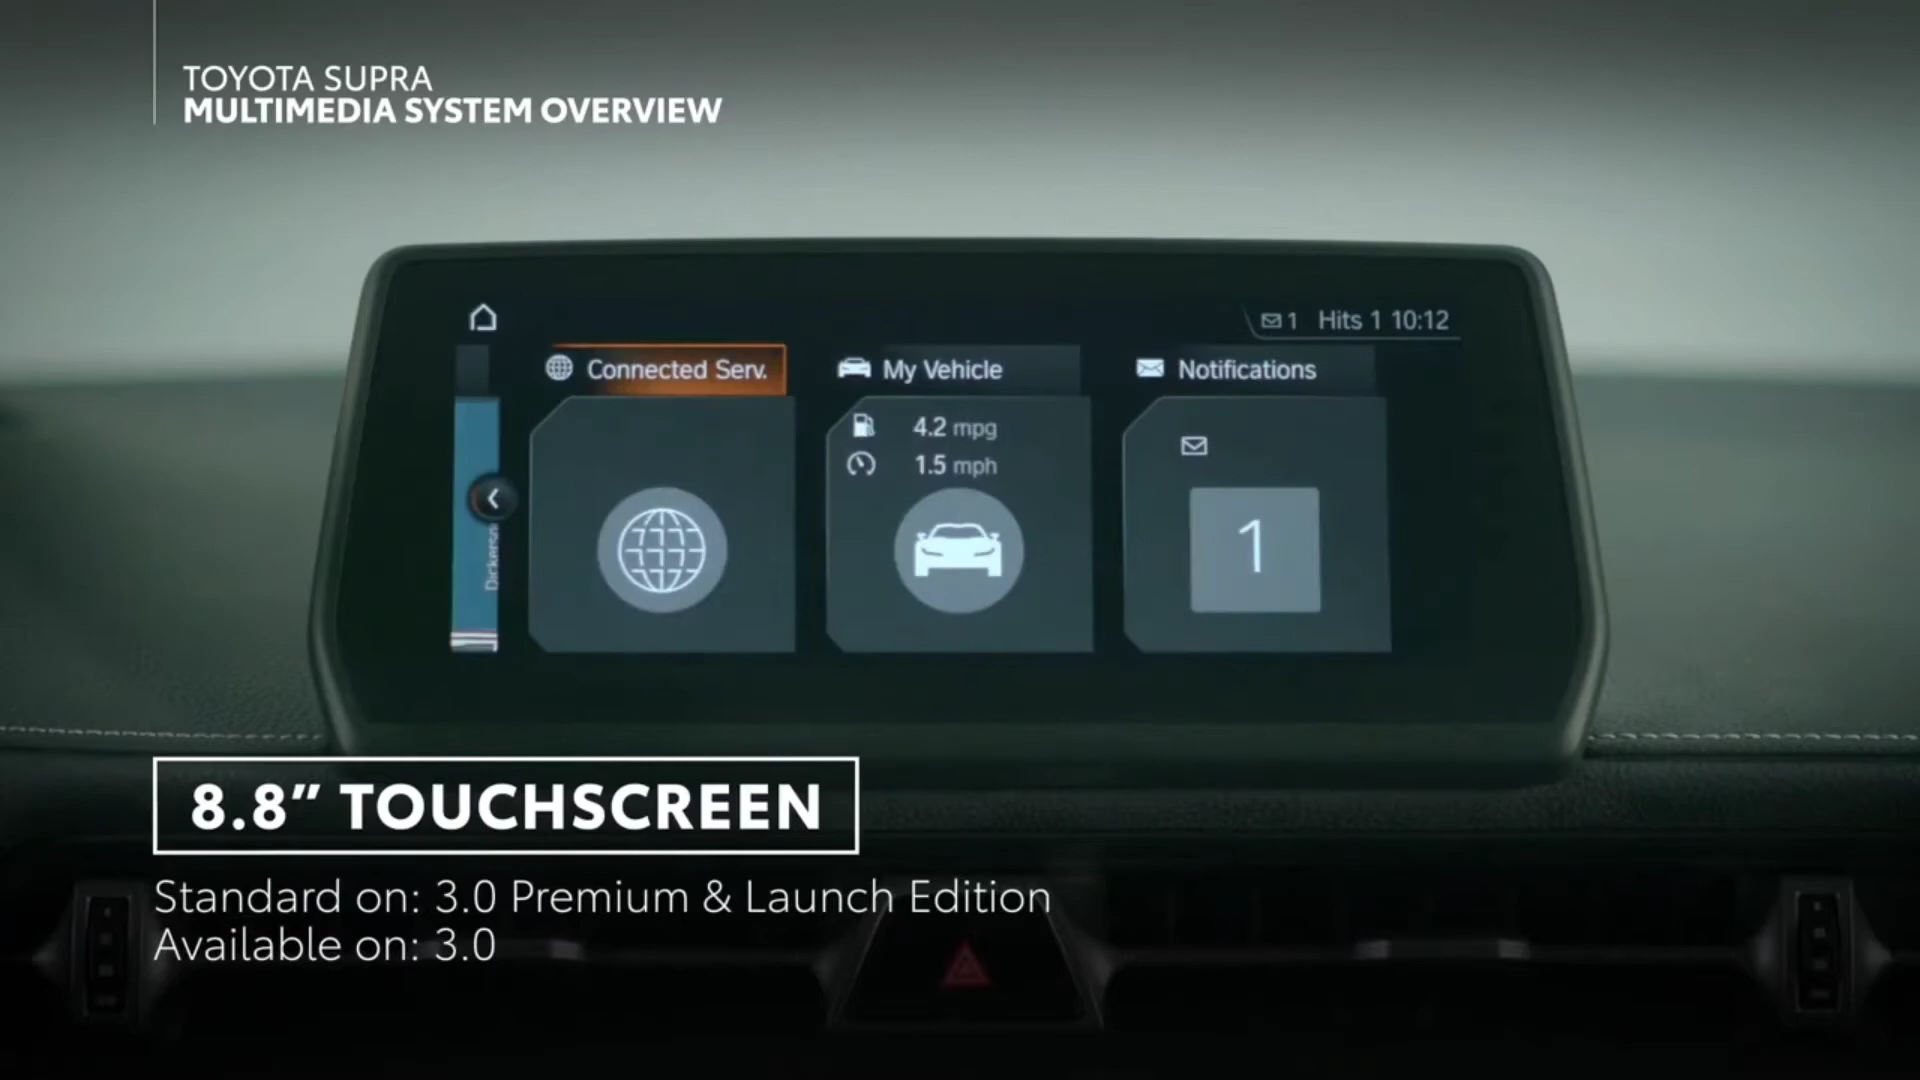 TOYOTA SUPRA
MULTIMEDIA SYSTEM OVERVIEW
1 Hits 1 10:12
Connected Serv.
My Vehicle
Notifications
4.2 mpg
1.5 mph
1
8.8” TOUCHSCREEN
Standard on: 3.0 Premium & Launch Edition
Available on: 3.0